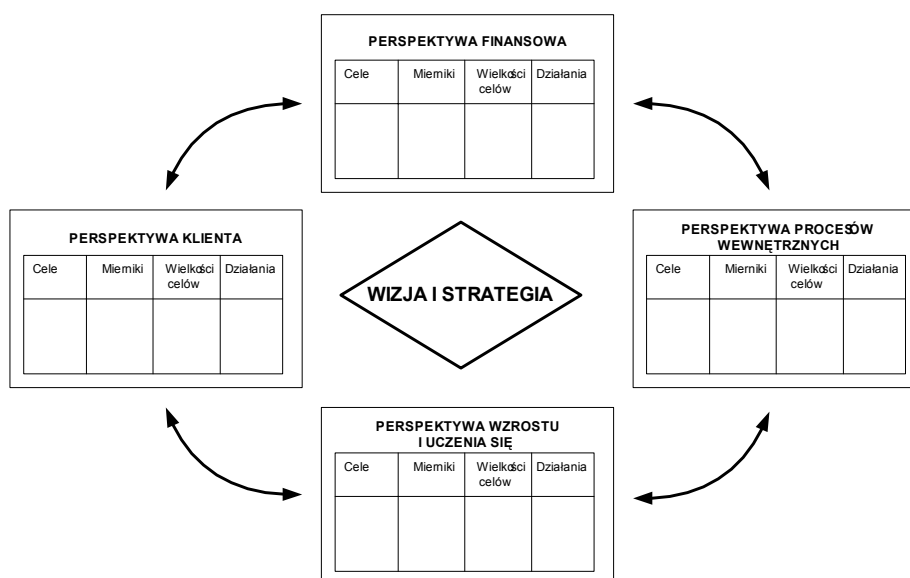 PERSPEKTYWA FINANSOWA
Cele Mierniki Wielkości Działania
celów
PERSPEKTYWA KLIENTA
Cele Mierniki Wielkości Działania
celów
WIZJA I STRATEGIA
PERSPEKTYWA PROCESÓW
WEWNĘTRZNYCH
Cele Mierniki Wielkości Działania
celów
PERSPEKTYWA WZROSTU
I UCZENIA SIĘ
Cele Mierniki Wielkości Działania
celów